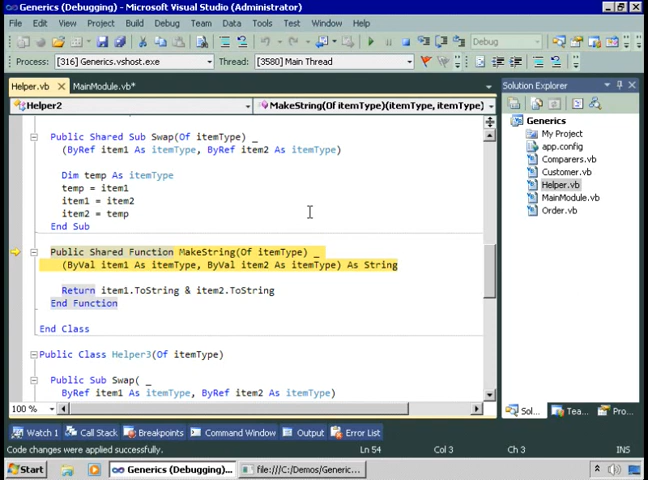 Generics (Debugging) - Microsoft Visual Studio (Administrator)
File Edit View Project Build Debug Team Data Tools Test Window Help
Debug
Process: [316] Generics.vshost.exe Thread: [3580] Main Thread
Helper.vb MainModule.vb* Solution Explorer
Helper2 MakeString(Of itemType)(itemType, itemType)
Generics
My Project
app.config
Comparers.vb
Customer.vb
Helper.vb
MainModule.vb
Order.vb
Public Shared Sub Swap(Of itemType) _
(ByRef item1 As itemType, ByRef item2 As itemType)
Dim temp As itemType
temp = item1
item1 = item2
item2 = temp
End Sub
Public Shared Function MakeString(Of itemType) _
(ByVal item1 As itemType, ByVal item2 As itemType) As String
Return item1.ToString & item2.ToString
End Function
End Class
Public Class Helper3(Of itemType)
Public Sub Swap( _
(ByRef item1 As itemType, ByRef item2 As itemType)
100 % Sol... Tea... Pro...
Watch 1 Call Stack Breakpoints Command Window Output Error List
Code changes were applied successfully. Ln 54 Col 3 Ch 3 INS
Start Generics (Debugging)... file:///C:/Demos/Generic...